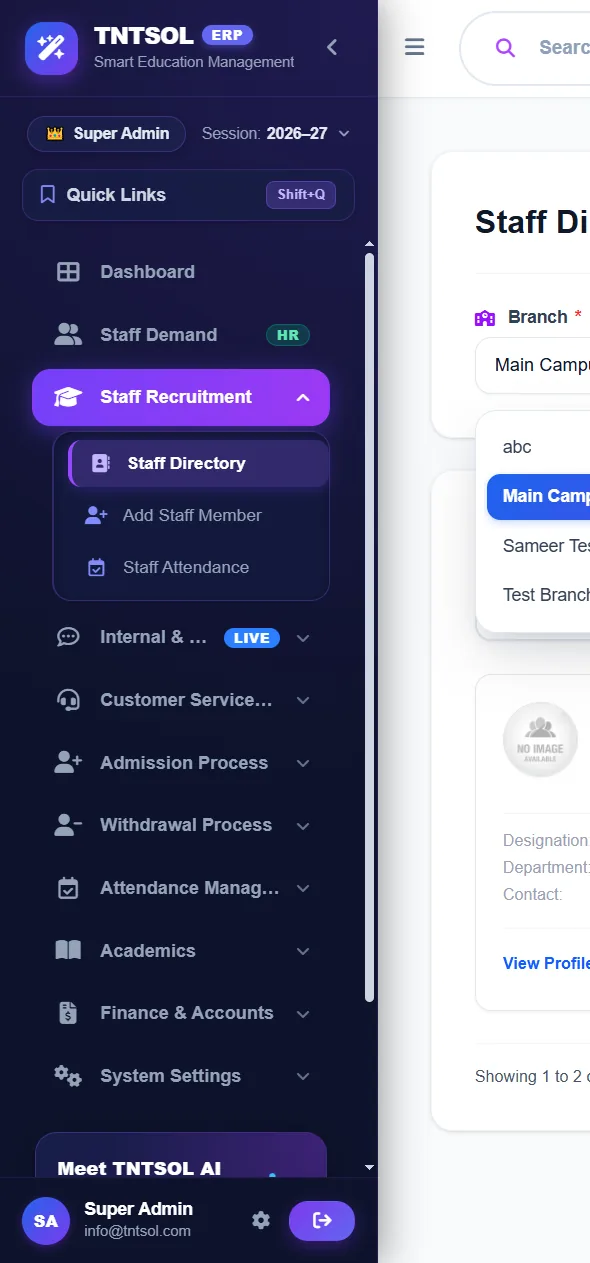 TNTSOL ERP
Smart Education Management
Super Admin Session: 2026–27
Quick Links Shift+Q
Dashboard
Staff Demand HR
Staff Recruitment
Staff Directory
Add Staff Member
Staff Attendance
Internal & ... LIVE
Customer Service...
Admission Process
Withdrawal Process
Attendance Manag...
Academics
Finance & Accounts
System Settings
Meet TNTSOL AI
SA Super Admin
info@tntsol.com
Searc
Staff Di
Branch *
Main Campu
abc
Main Camp
Sameer Tes
Test Branch
NO IMAGE
AVAILABLE
Designation
Department:
Contact:
View Profile
Showing 1 to 2 o